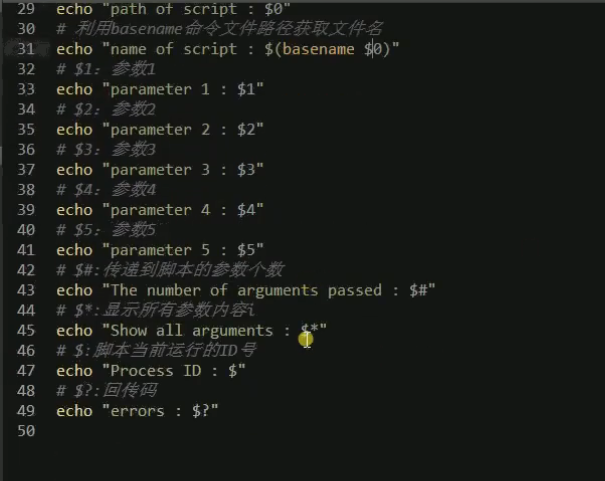 29 echo "path of script : $0"
30 # 利用basename命令文件路径获取文件名
31 echo "name of script : $(basename $0)"
32 # $1: 参数1
33 echo "parameter 1 : $1"
34 # $2: 参数2
35 echo "parameter 2 : $2"
36 # $3: 参数3
37 echo "parameter 3 : $3"
38 # $4: 参数4
39 echo "parameter 4 : $4"
40 # $5: 参数5
41 echo "parameter 5 : $5"
42 # $#:传递到脚本的参数个数
43 echo "The number of arguments passed : $#"
44 # $*:显示所有参数内容i
45 echo "Show all arguments : $*"
46 # $:脚本当前运行的ID号
47 echo "Process ID : $"
48 # $?:回传码
49 echo "errors : $?"
50